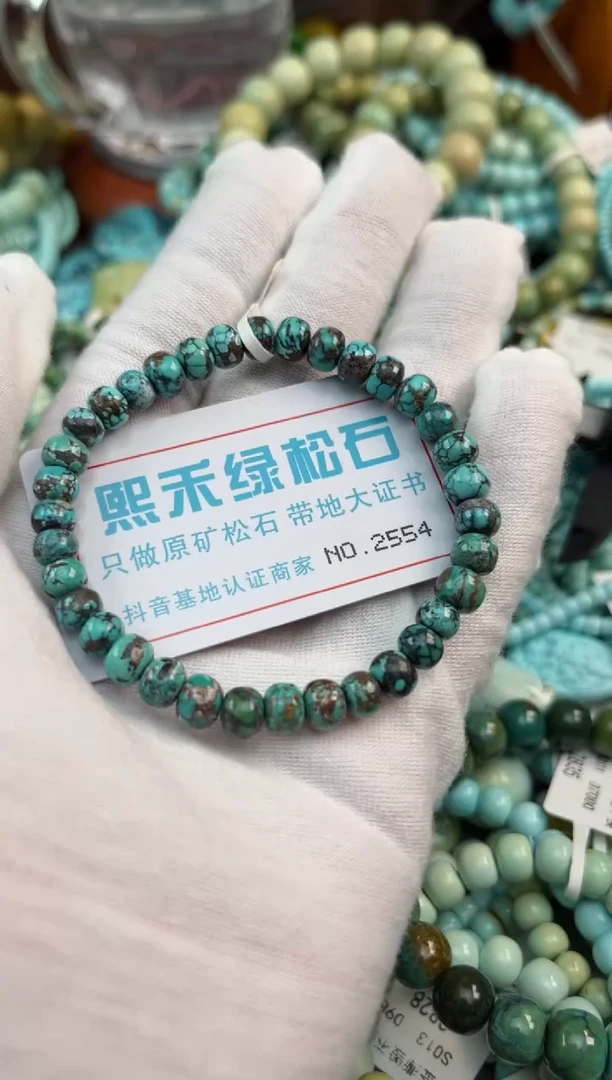 熙禾绿松石
只做原矿松石 带地大证书
抖音基地认证商家 NO.2554
S013